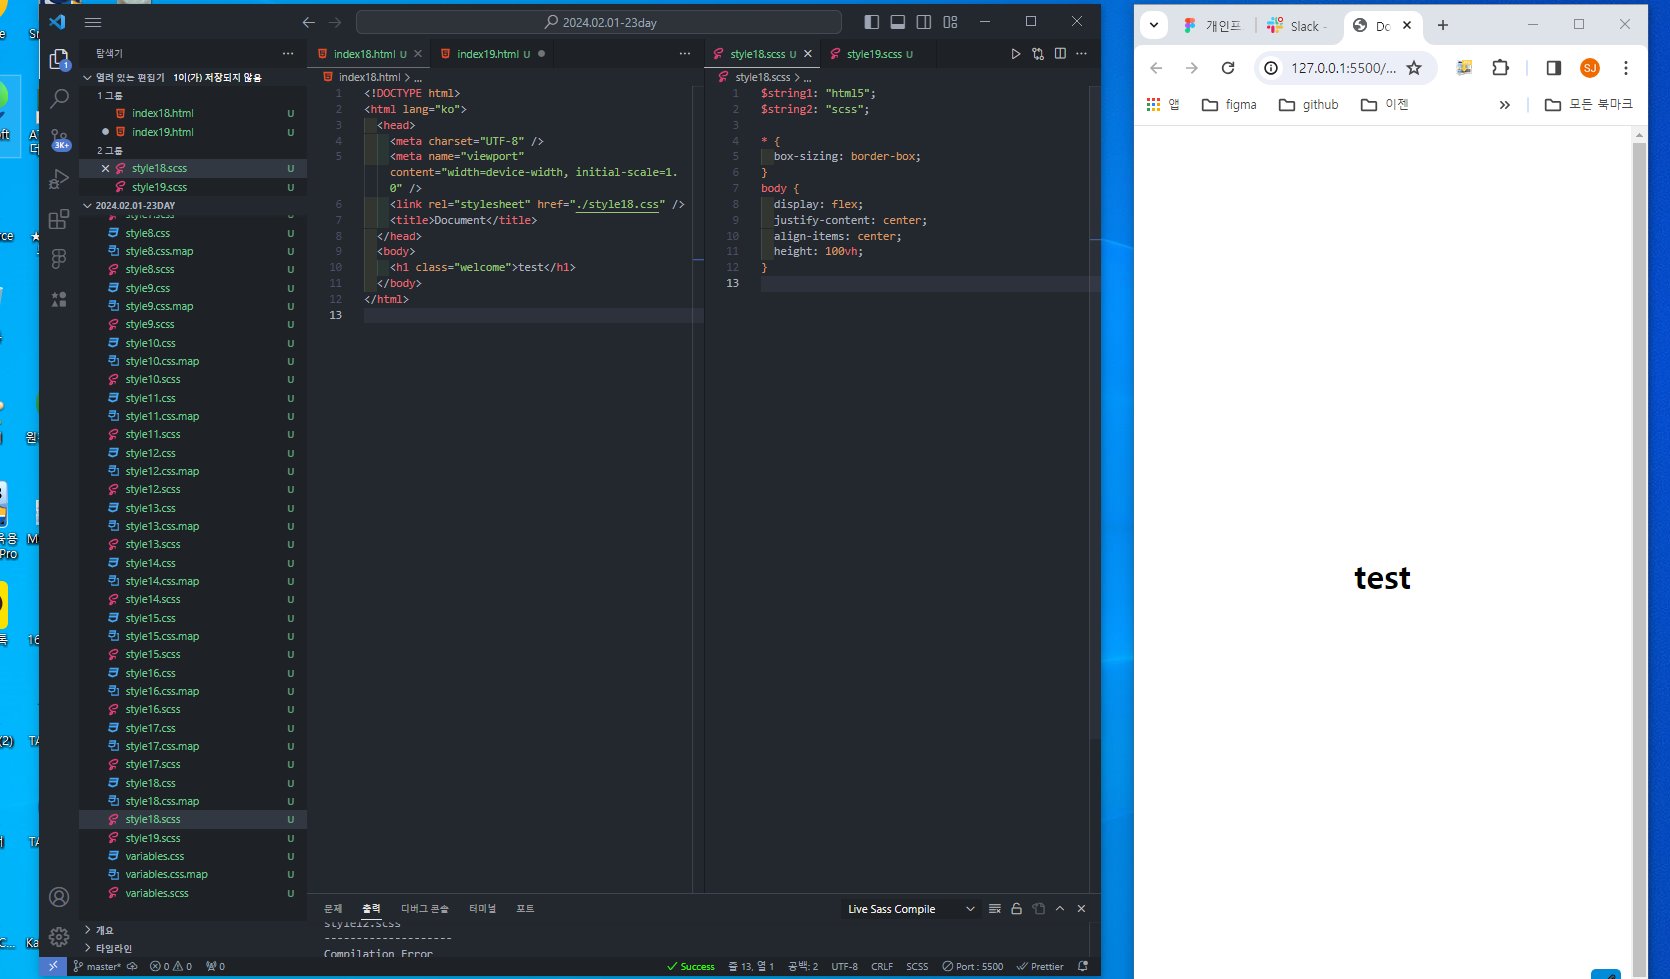 2024.02.01-23day
탐색기
열려 있는 편집기 1이(가) 저장되지 않음
1 그룹
index18.html U
index19.html U
2 그룹
style18.scss U
style19.scss U
2024.02.01-23DAY
style7.scss U
style8.css U
style8.css.map U
style8.scss U
style9.css U
style9.css.map U
style9.scss U
style10.css U
style10.css.map U
style10.scss U
style11.css U
style11.css.map U
style11.scss U
style12.css U
style12.css.map U
style12.scss U
style13.css U
style13.css.map U
style13.scss U
style14.css U
style14.css.map U
style14.scss U
style15.css U
style15.css.map U
style15.scss U
style16.css U
style16.css.map U
style16.scss U
style17.css U
style17.css.map U
style17.scss U
style18.css U
style18.css.map U
style18.scss U
style19.scss U
variables.css U
variables.css.map U
variables.scss U
개요
타임라인
1
3K+
index18.html U
index19.html U
index18.html > ...
1 <!DOCTYPE html>
2 <html lang="ko">
3 <head>
4 <meta charset="UTF-8" />
5 <meta name="viewport"
content="width=device-width, initial-scale=1.
0" />
6 <link rel="stylesheet" href="./style18.css" />
7 <title>Document</title>
8 </head>
9 <body>
10 <h1 class="welcome">test</h1>
11 </body>
12 </html>
13
style18.scss U
style19.scss U
style18.scss > ...
1 $string1: "html5";
2 $string2: "scss";
3
4 * {
5 box-sizing: border-box;
6 }
7 body {
8 display: flex;
9 justify-content: center;
10 align-items: center;
11 height: 100vh;
12 }
13
문제 출력 디버그 콘솔 터미널 포트
Live Sass Compile
style12.scss
--------------------
Compilation Error
master* 0 0 0
Success 줄 13, 열 1 공백: 2 UTF-8 CRLF SCSS Port : 5500 Prettier
개인프
Slack -
Do
127.0.0.1:5500/...
SJ
앱 figma github 이젠 » 모든 북마크
test